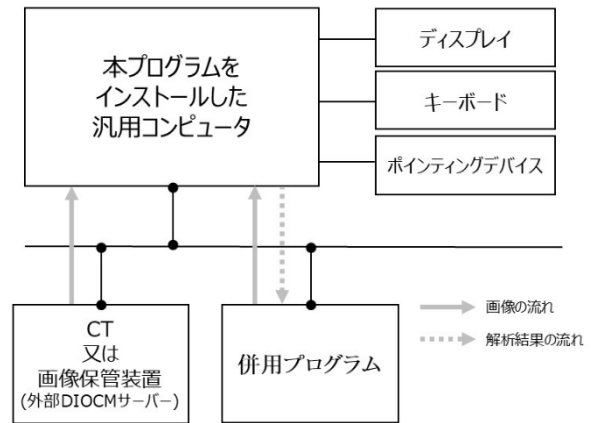 本プログラムを
インストールした
汎用コンピュータ
ディスプレイ
キーボード
ポインティングデバイス
CT
又は
画像保管装置
(外部DIOCMサーバー)
併用プログラム
画像の流れ
解析結果の流れ